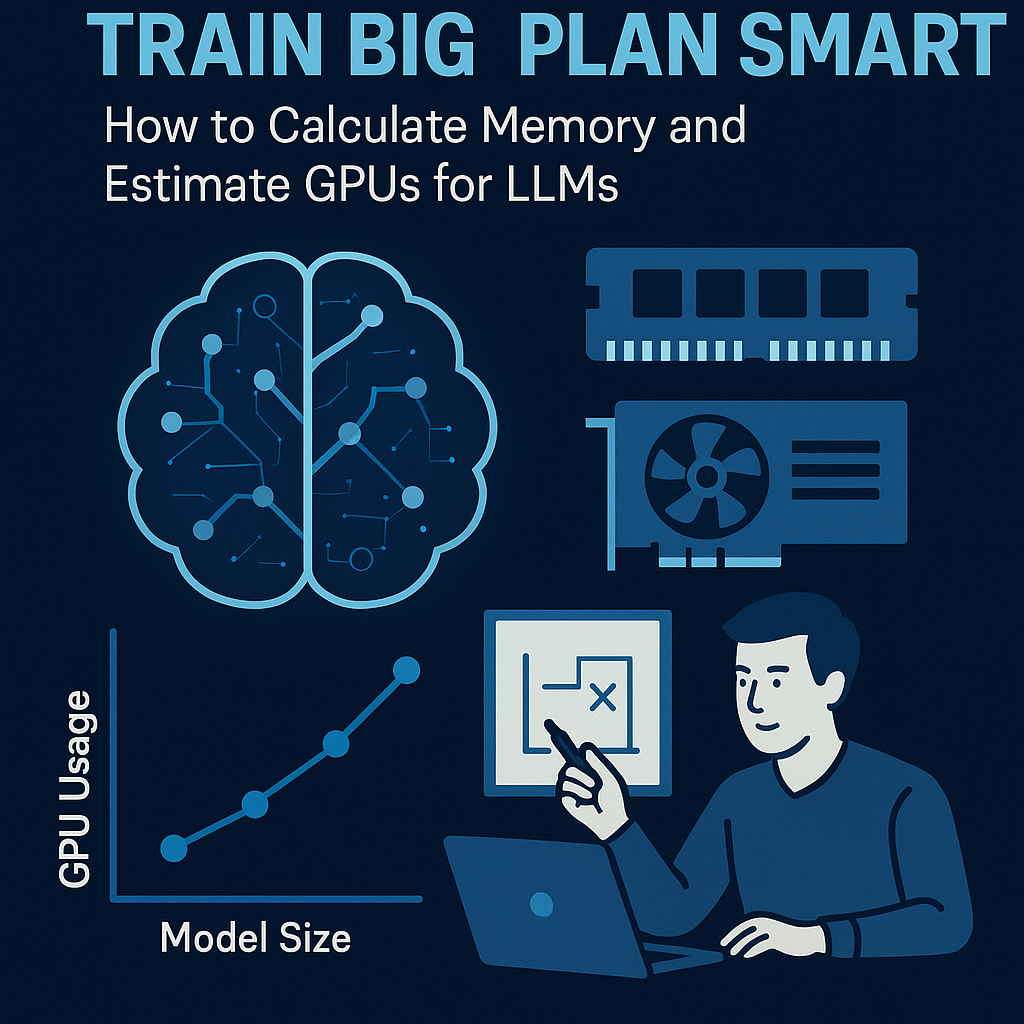 TRAIN BIG PLAN SMART
How to Calculate Memory and
Estimate GPUs for LLMs
GPU Usage
Model Size